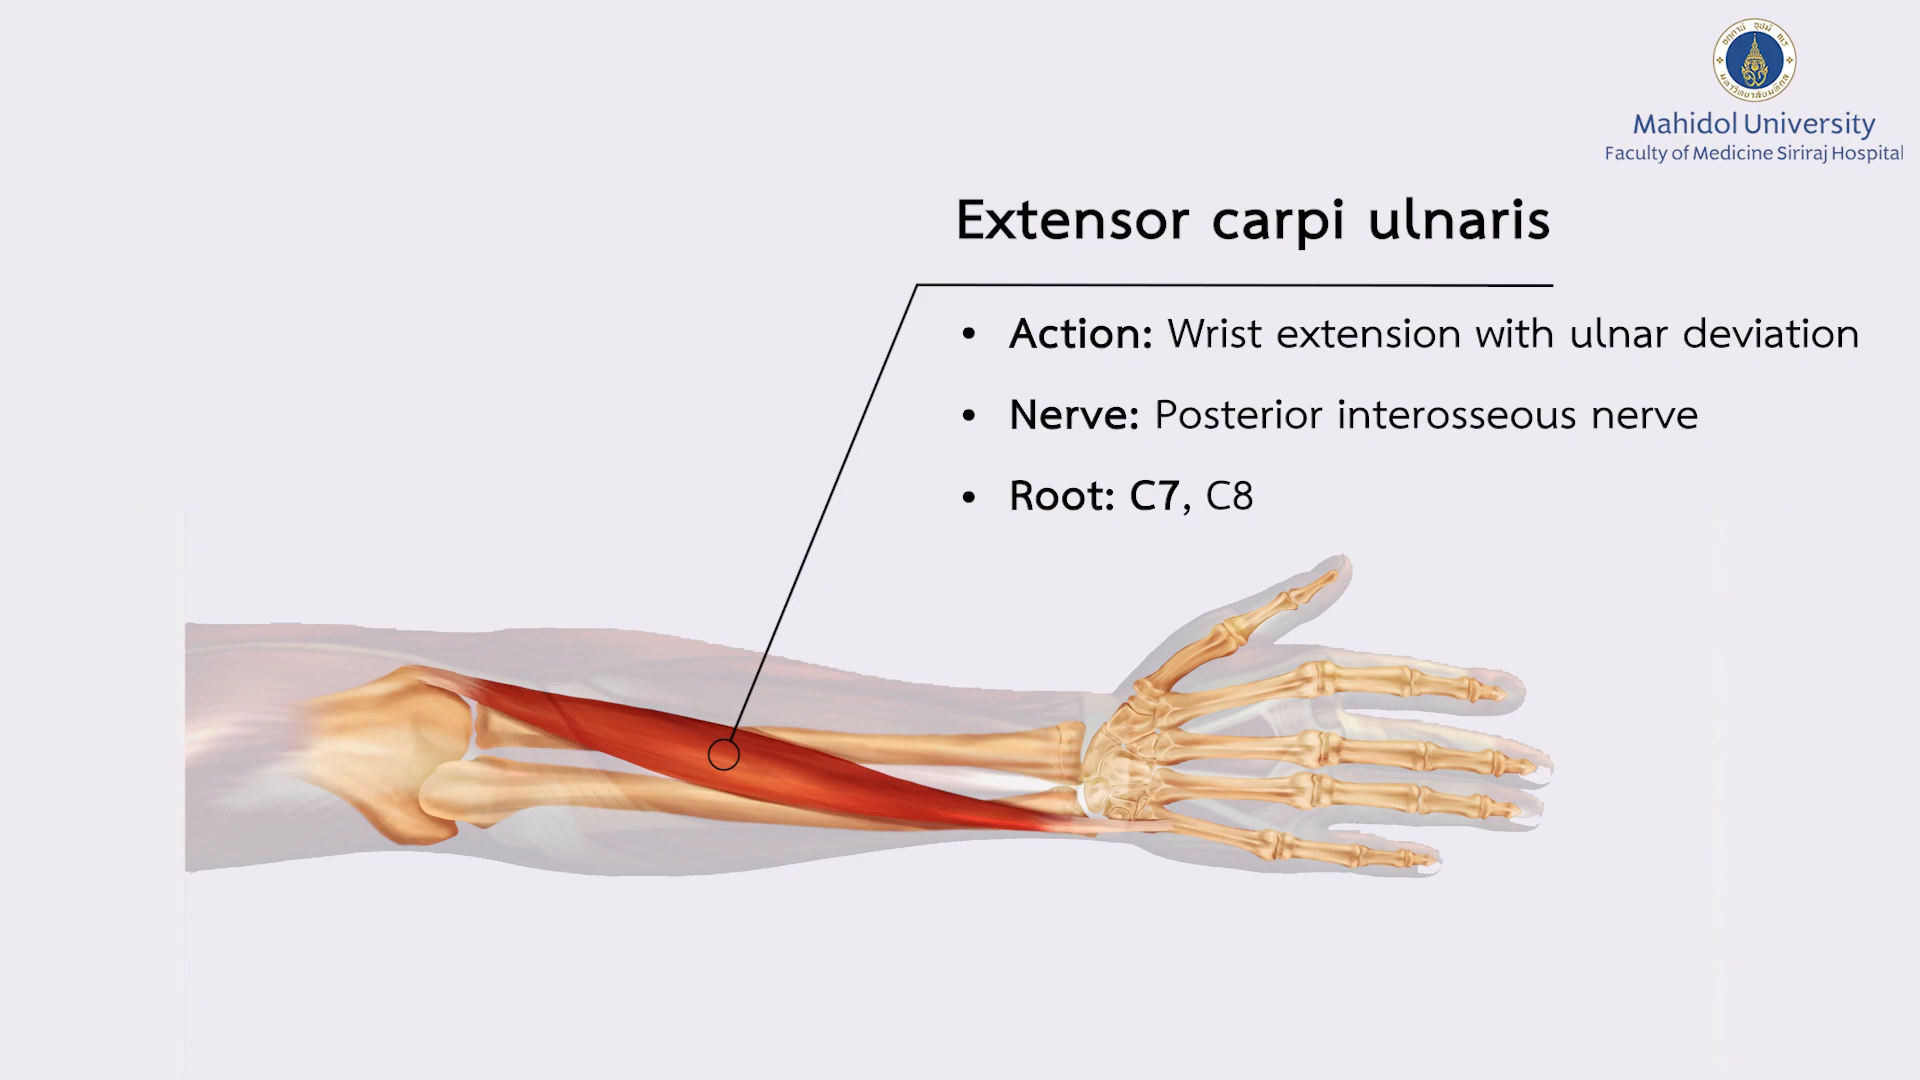 Mahidol University
Faculty of Medicine Siriraj Hospital
Extensor carpi ulnaris
• Action: Wrist extension with ulnar deviation
• Nerve: Posterior interosseous nerve
• Root: C7, C8